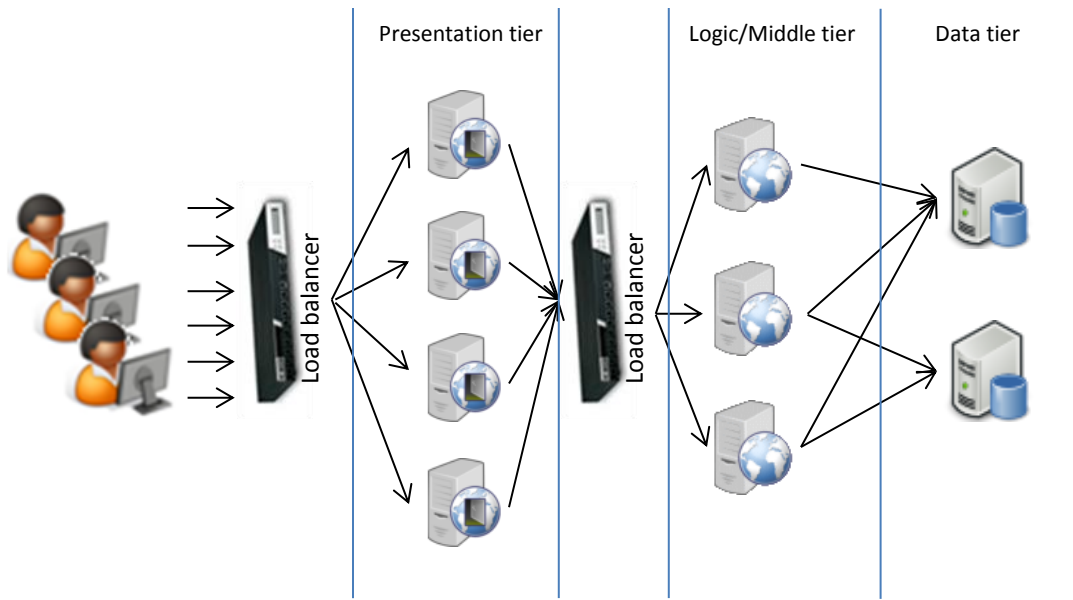 Presentation tier
Logic/Middle tier
Data tier
Load balancer
Load balancer